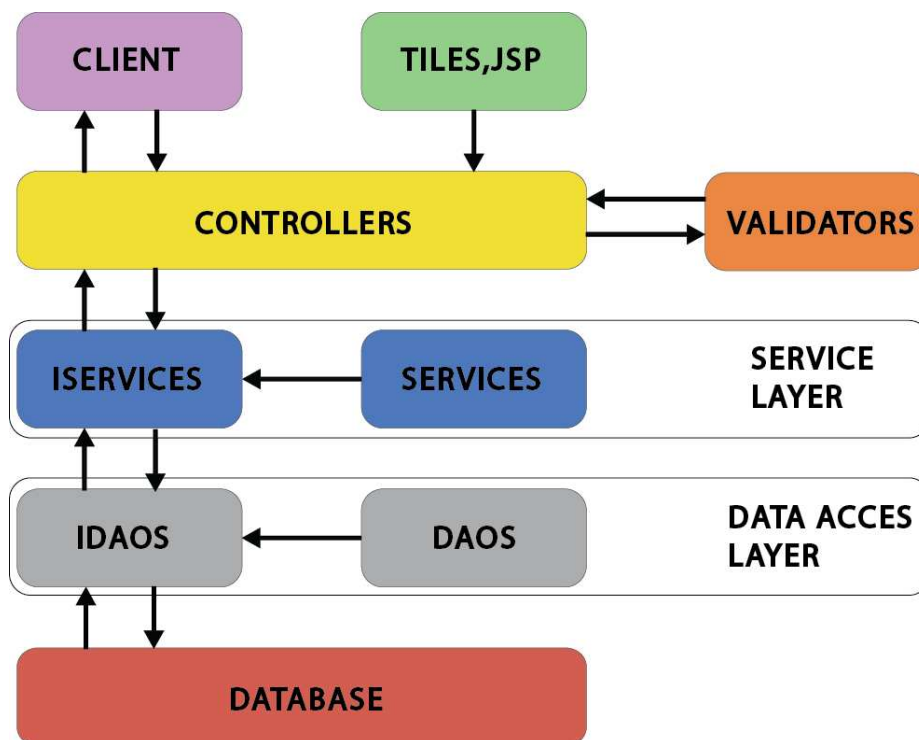 CLIENT
TILES,JSP
CONTROLLERS
VALIDATORS
ISERVICES
SERVICES
SERVICE
LAYER
IDAOS
DAOS
DATA ACCES
LAYER
DATABASE